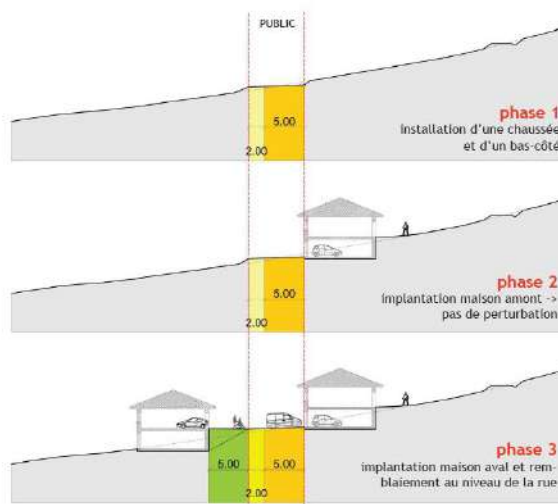 PUBLIC
5.00
2.00
phase 1
installation d'une chaussée
et d'un bas-côté
5.00
2.00
phase 2
implantation maison amont ->
pas de perturbation
5.00
5.00
2.00
phase 3
implantation maison aval et rem-
blaiement au niveau de la rue